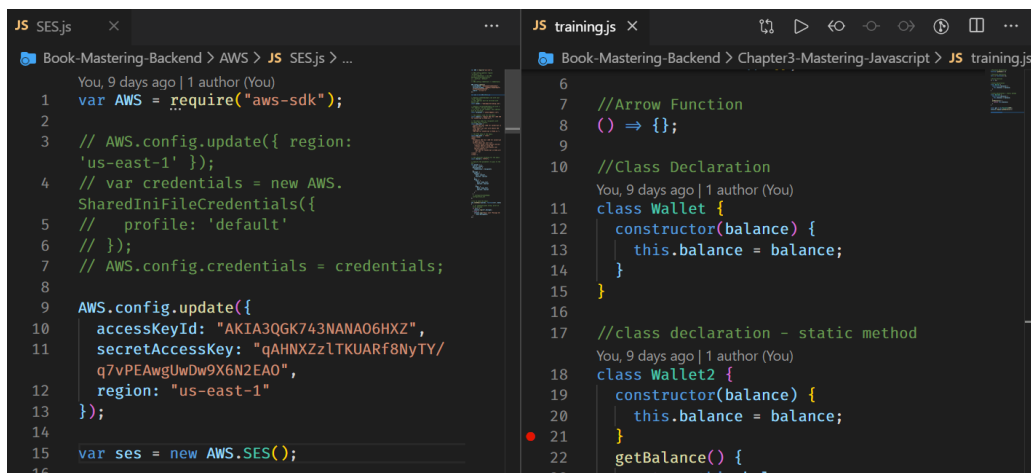 JS SES.js × ...
Book-Mastering-Backend > AWS > JS SES.js > ...
You, 9 days ago | 1 author (You)
1 var AWS = require("aws-sdk");
2
3 // AWS.config.update({ region:
'us-east-1' });
4 // var credentials = new AWS.
SharedIniFileCredentials({
5 //   profile: 'default'
6 // });
7 // AWS.config.credentials = credentials;
8
9 AWS.config.update({
10   accessKeyId: "AKIA3QGK743NANAO6HXZ",
11   secretAccessKey: "qAHNXZzlTKUARf8NyTY/
q7vPEAwgUwDw9X6N2EAO",
12   region: "us-east-1"
13 });
14
15 var ses = new AWS.SES();
JS training.js ×
Book-Mastering-Backend > Chapter3-Mastering-Javascript > JS training.js
6
7 //Arrow Function
8 () ⇒ {};
9
10 //Class Declaration
You, 9 days ago | 1 author (You)
11 class Wallet {
12   constructor(balance) {
13     this.balance = balance;
14   }
15 }
16
17 //class declaration - static method
You, 9 days ago | 1 author (You)
18 class Wallet2 {
19   constructor(balance) {
20     this.balance = balance;
21   }
22   getBalance() {